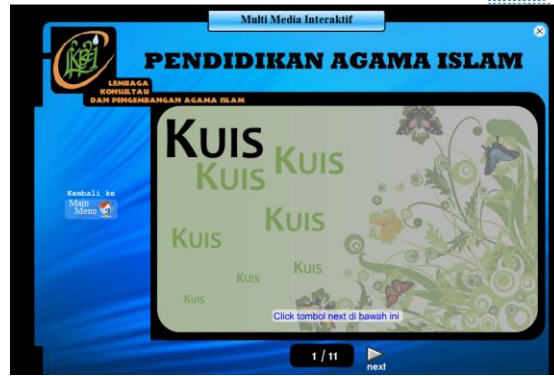 Multi Media Interaktif
PENDIDIKAN AGAMA ISLAM
LEMBAGA
KONSULTASI
DAN PENGEMBANGAN AGAMA ISLAM
KUIS
KUIS
KUIS
KUIS
KUIS
KUIS
KUIS
KUIS
Kembali ke
Main
Menu
Click tombol next di bawah ini
1 / 11
next